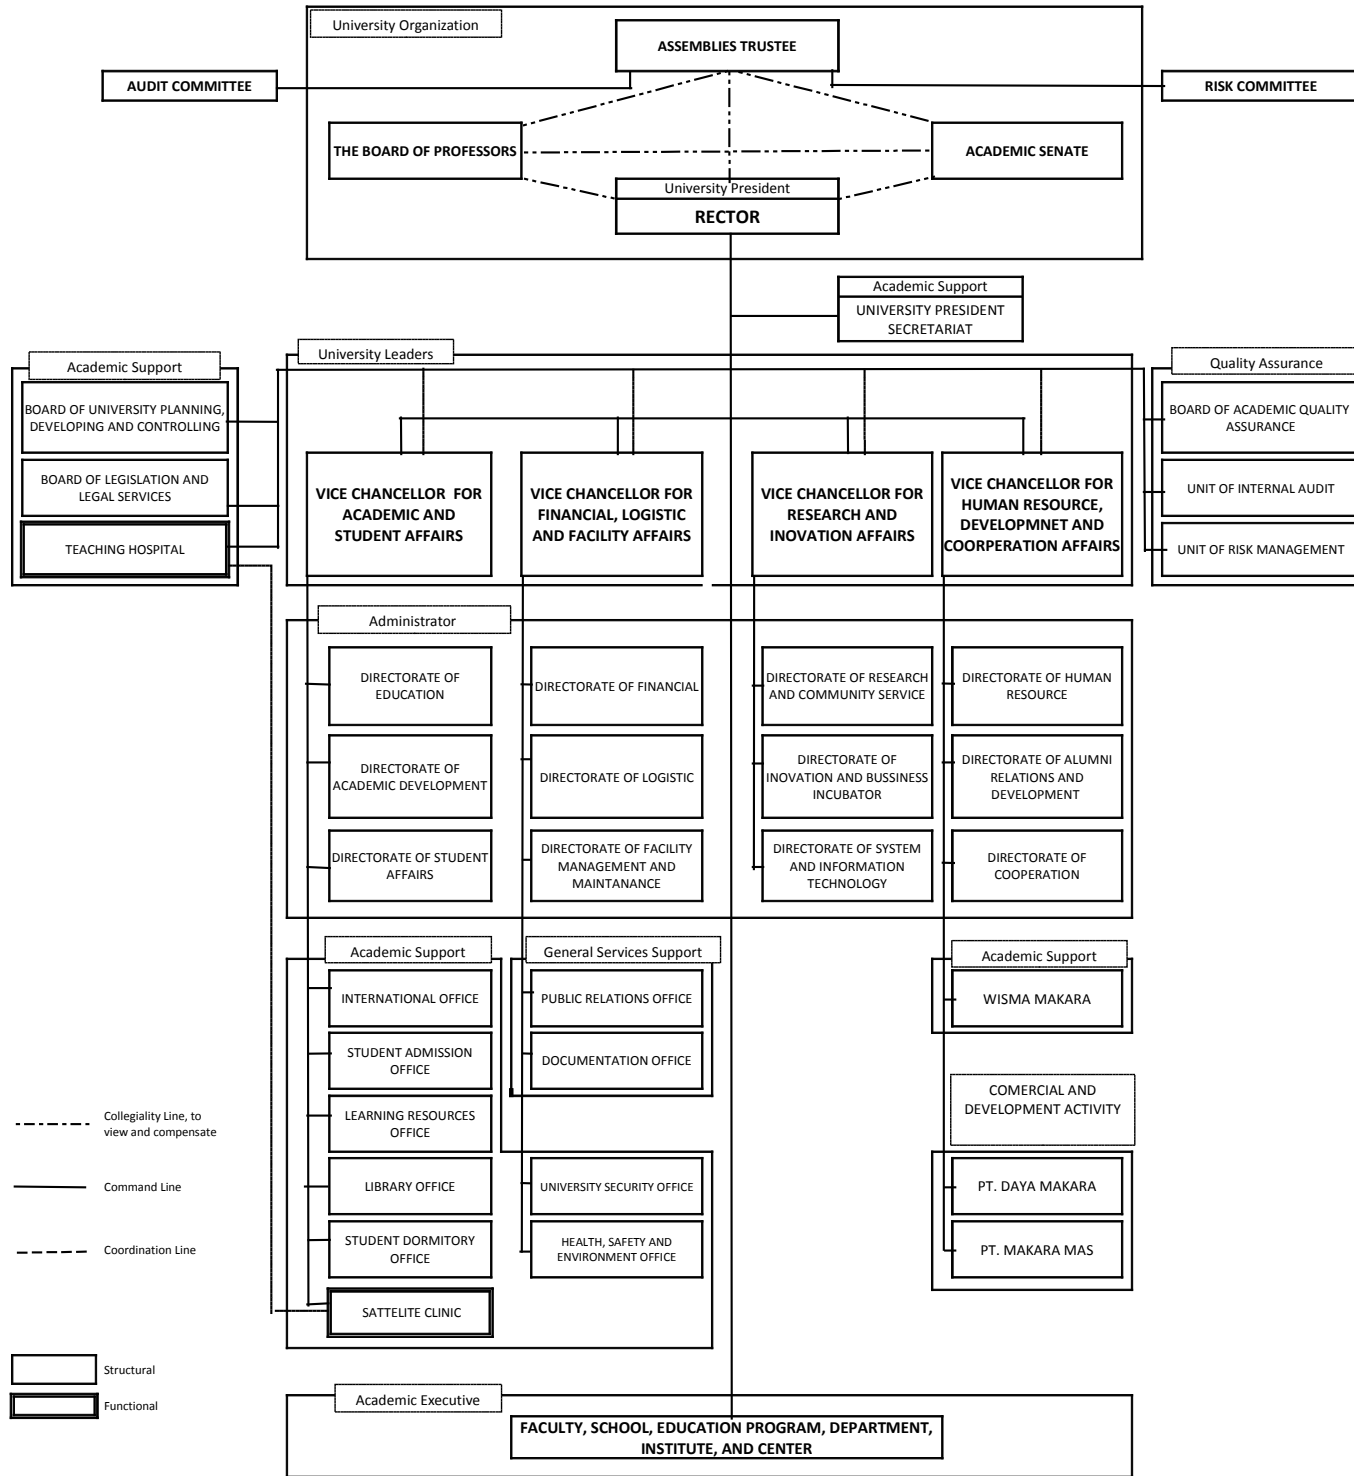 University Organization
ASSEMBLIES TRUSTEE
AUDIT COMMITTEE
RISK COMMITTEE
THE BOARD OF PROFESSORS
ACADEMIC SENATE
University President
RECTOR
Academic Support
UNIVERSITY PRESIDENT
SECRETARIAT
Academic Support
BOARD OF UNIVERSITY PLANNING,
DEVELOPING AND CONTROLLING
BOARD OF LEGISLATION AND
LEGAL SERVICES
TEACHING HOSPITAL
University Leaders
VICE CHANCELLOR FOR
ACADEMIC AND
STUDENT AFFAIRS
VICE CHANCELLOR FOR
FINANCIAL, LOGISTIC
AND FACILITY AFFAIRS
VICE CHANCELLOR FOR
RESEARCH AND
INOVATION AFFAIRS
VICE CHANCELLOR FOR
HUMAN RESOURCE,
DEVELOPMNET AND
COORPERATION AFFAIRS
Quality Assurance
BOARD OF ACADEMIC QUALITY
ASSURANCE
UNIT OF INTERNAL AUDIT
UNIT OF RISK MANAGEMENT
Administrator
DIRECTORATE OF
EDUCATION
DIRECTORATE OF FINANCIAL
DIRECTORATE OF RESEARCH
AND COMMUNITY SERVICE
DIRECTORATE OF HUMAN
RESOURCE
DIRECTORATE OF
ACADEMIC DEVELOPMENT
DIRECTORATE OF LOGISTIC
DIRECTORATE OF
INOVATION AND BUSSINESS
INCUBATOR
DIRECTORATE OF ALUMNI
RELATIONS AND
DEVELOPMENT
DIRECTORATE OF STUDENT
AFFAIRS
DIRECTORATE OF FACILITY
MANAGEMENT AND
MAINTANANCE
DIRECTORATE OF SYSTEM
AND INFORMATION
TECHNOLOGY
DIRECTORATE OF
COOPERATION
Academic Support
INTERNATIONAL OFFICE
STUDENT ADMISSION
OFFICE
LEARNING RESOURCES
OFFICE
LIBRARY OFFICE
STUDENT DORMITORY
OFFICE
SATTELITE CLINIC
General Services Support
PUBLIC RELATIONS OFFICE
DOCUMENTATION OFFICE
UNIVERSITY SECURITY OFFICE
HEALTH, SAFETY AND
ENVIRONMENT OFFICE
Academic Support
WISMA MAKARA
COMERCIAL AND
DEVELOPMENT ACTIVITY
PT. DAYA MAKARA
PT. MAKARA MAS
Collegiality Line, to
view and compensate
Command Line
Coordination Line
Structural
Functional
Academic Executive
FACULTY, SCHOOL, EDUCATION PROGRAM, DEPARTMENT,
INSTITUTE, AND CENTER